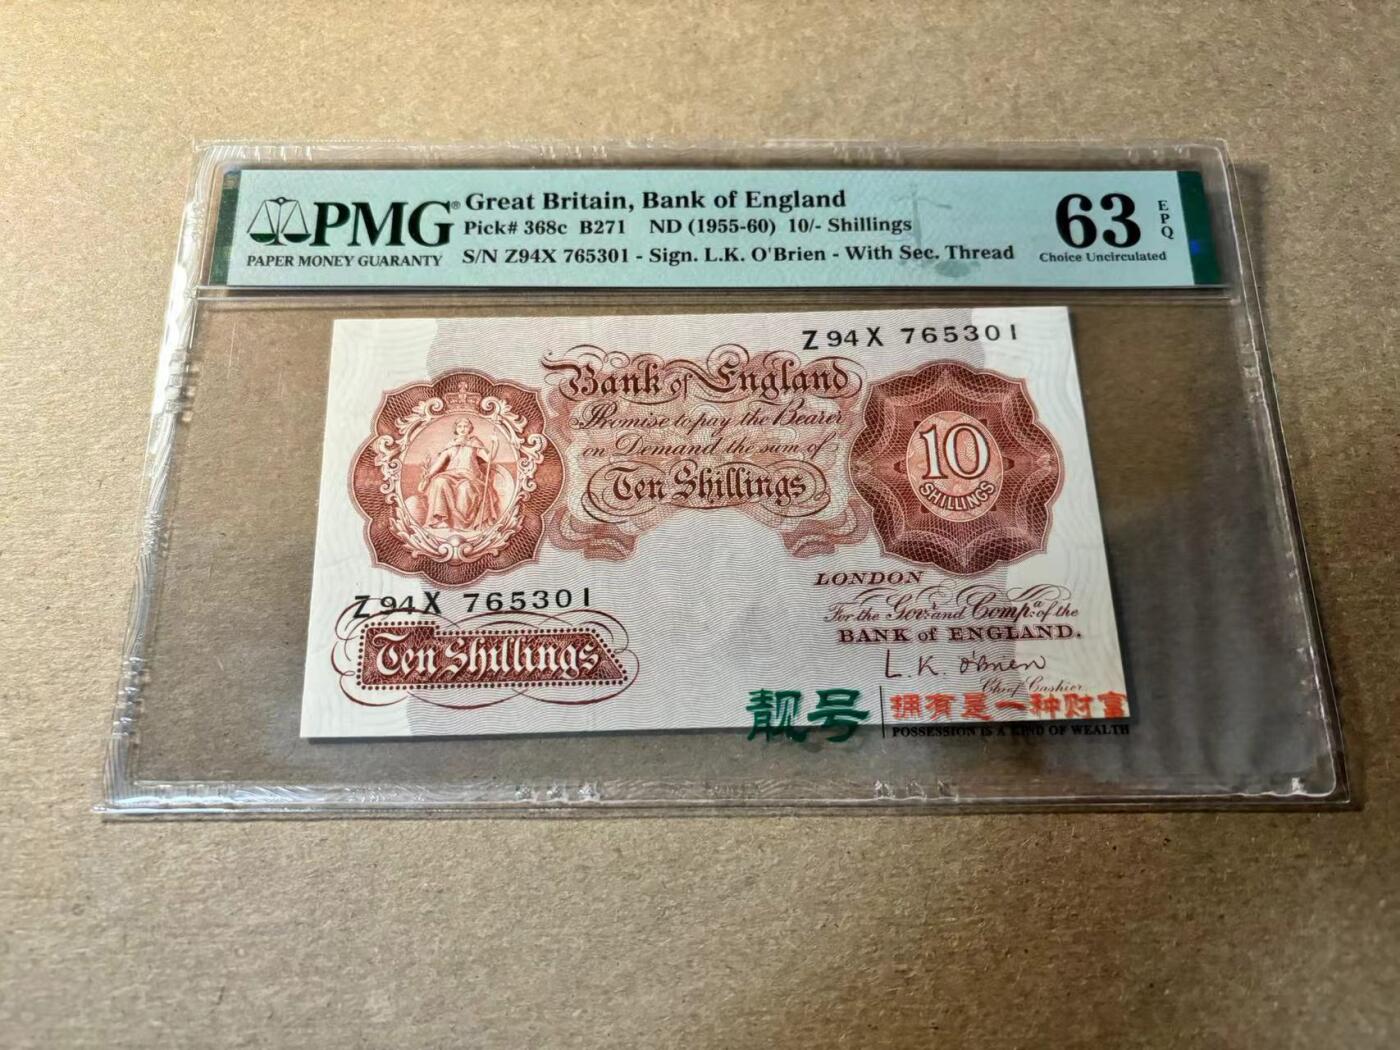 PMG®
PAPER MONEY GUARANTY
Great Britain, Bank of England
Pick# 368c B271 ND (1955-60) 10/- Shillings
S/N Z94X 765301 - Sign. L.K. O'Brien - With Sec. Thread
63
EPQ
Choice Uncirculated
Z94X 765301
Bank of England
Promise to pay the Bearer
on Demand the sum of
Ten Shillings
10
SHILLINGS
Z94X 765301
Ten Shillings
LONDON
For the Govr. and Compa. of the
BANK of ENGLAND.
L.K. O'Brien
Chief Cashier
靓号
拥有是一种财富
POSSESSION IS A KIND OF WEALTH